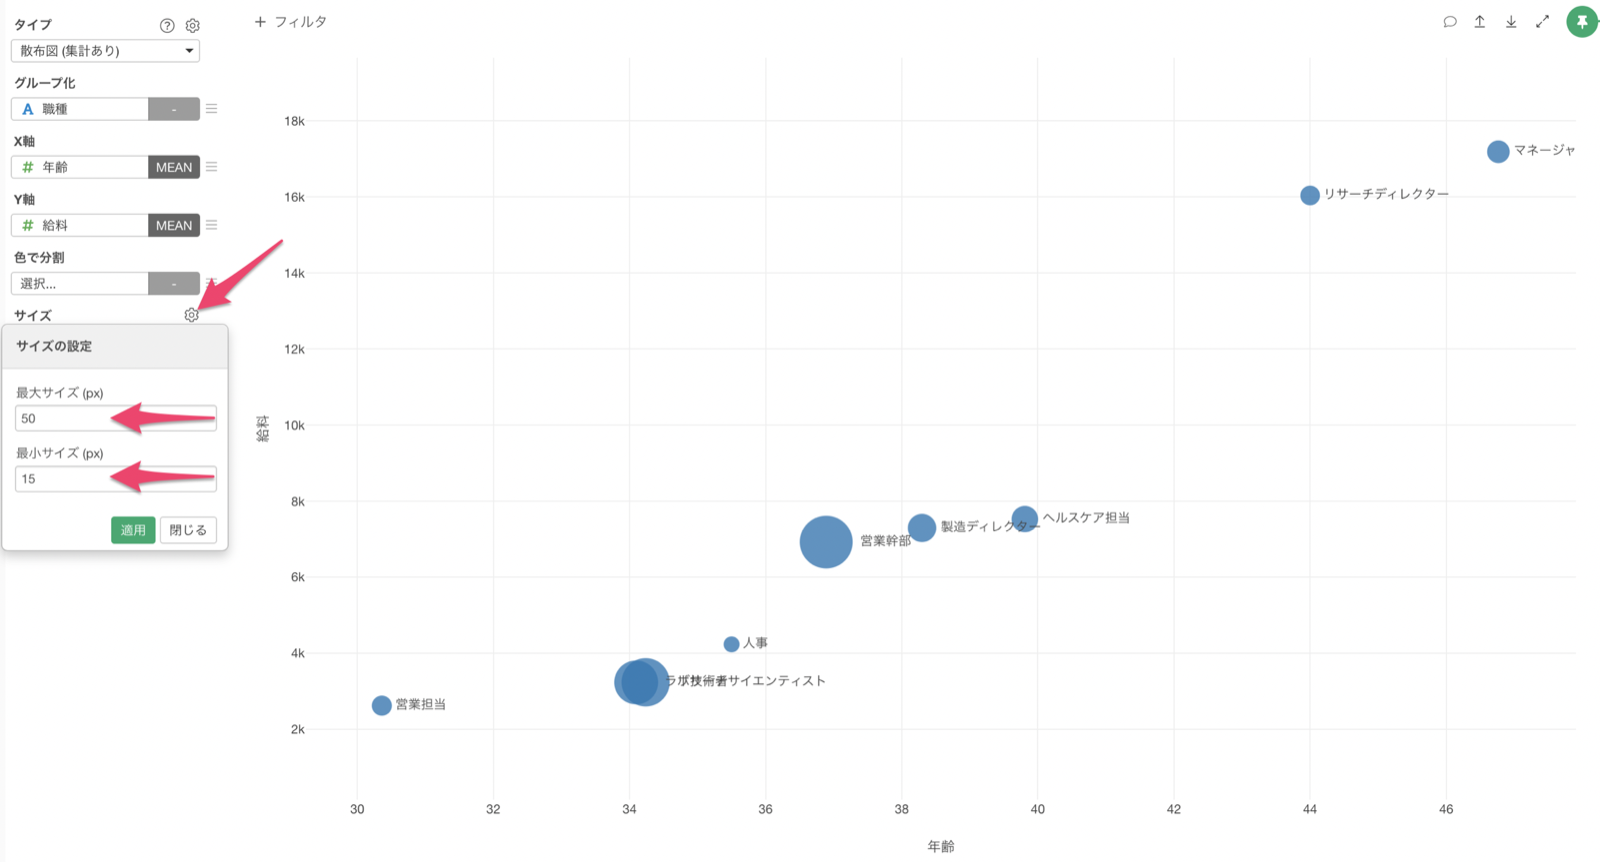 タイプ
散布図 (集計あり)
グループ化
A 職種 -
X軸
# 年齢 MEAN
Y軸
# 給料 MEAN
色で分割
選択... -
サイズ
サイズの設定
最大サイズ (px)
50
最小サイズ (px)
15
適用 閉じる
+ フィルタ
給料
18k
16k
14k
12k
10k
8k
6k
4k
2k
マネージャ
リサーチディレクター
ヘルスケア担当
製造ディレクター
営業幹部
人事
サイエンティスト
営業担当
30 32 34 36 38 40 42 44 46
年齢